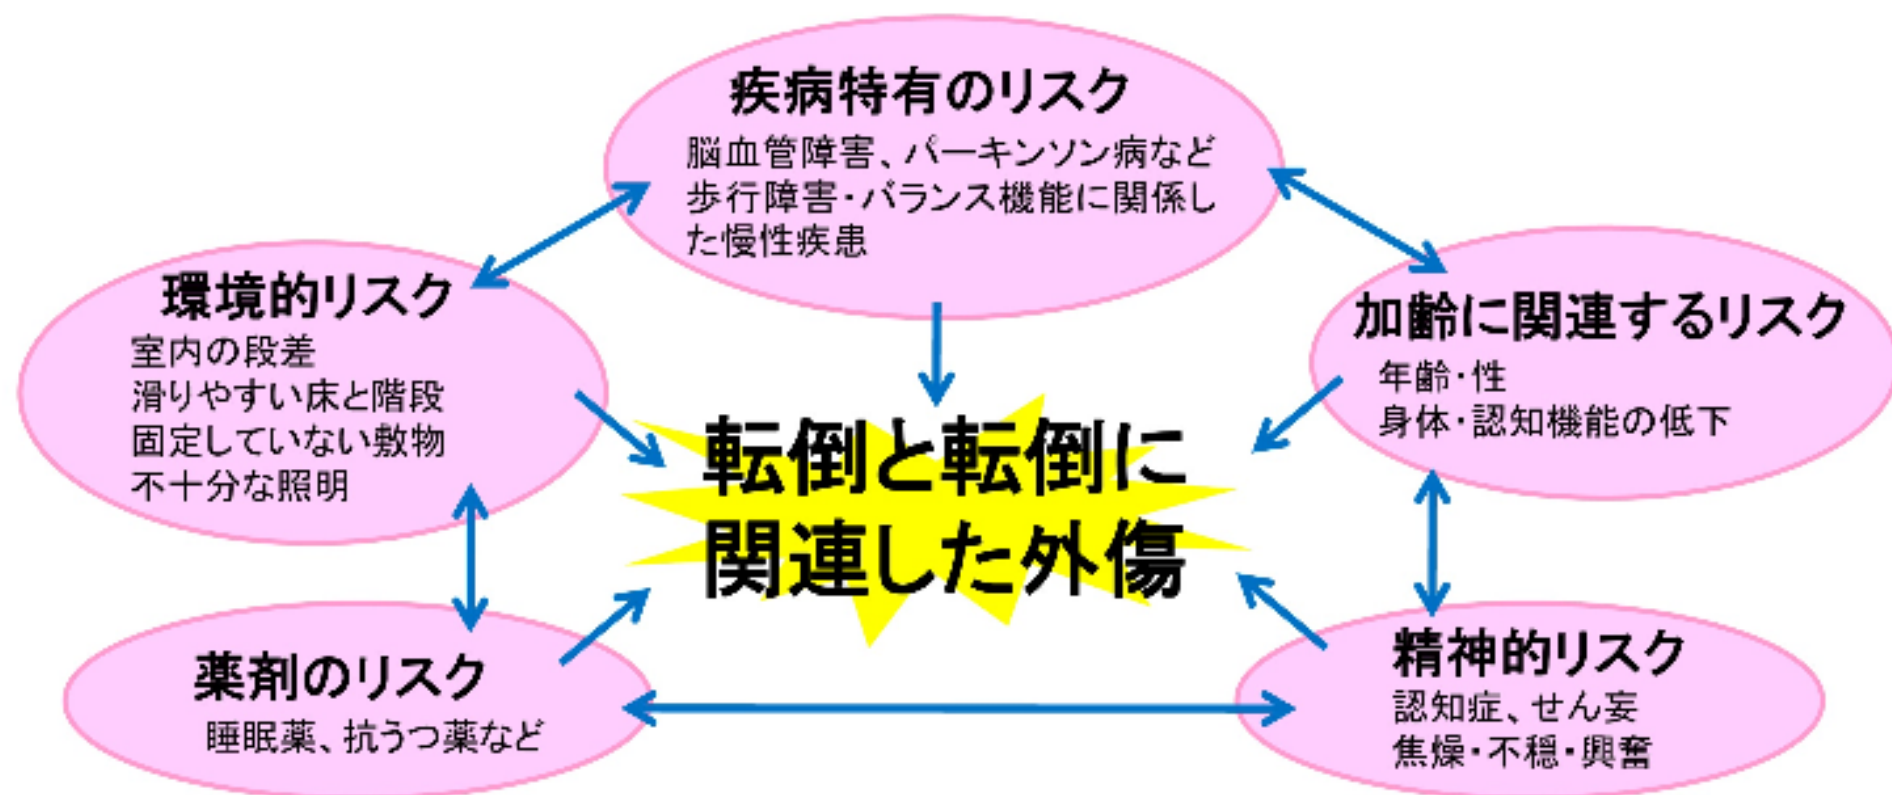 疾病特有のリスク
脳血管障害、パーキンソン病など
歩行障害・バランス機能に関係し
た慢性疾患
環境的リスク
室内の段差
滑りやすい床と階段
固定していない敷物
不十分な照明
加齢に関連するリスク
年齢・性
身体・認知機能の低下
転倒と転倒に
関連した外傷
薬剤のリスク
睡眠薬、抗うつ薬など
精神的リスク
認知症、せん妄
焦燥・不穏・興奮